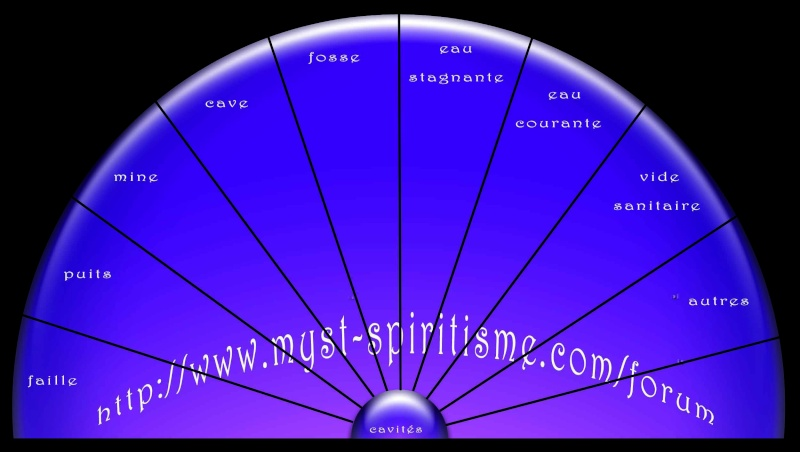 faille
puits
mine
cave
fosse
eau
stagnante
eau
courante
vide
sanitaire
autres
http://www.myst-spiritisme.com/forum
cavités